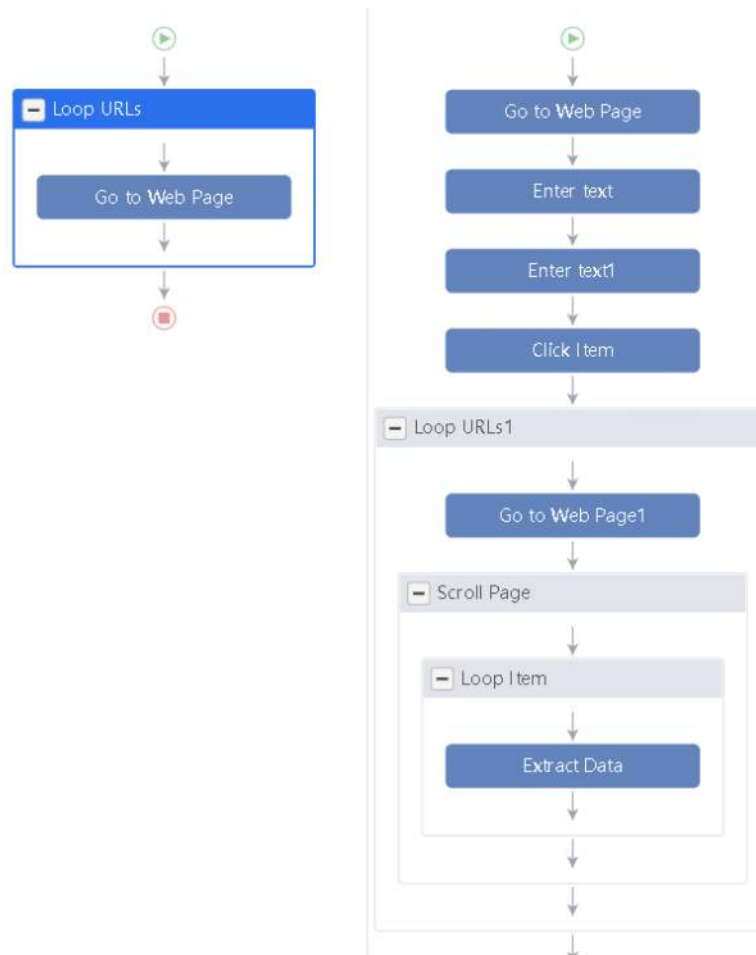 Loop URLs
Go to Web Page
Go to Web Page
Enter text
Enter text1
Click Item
Loop URLs1
Go to Web Page1
Scroll Page
Loop Item
Extract Data